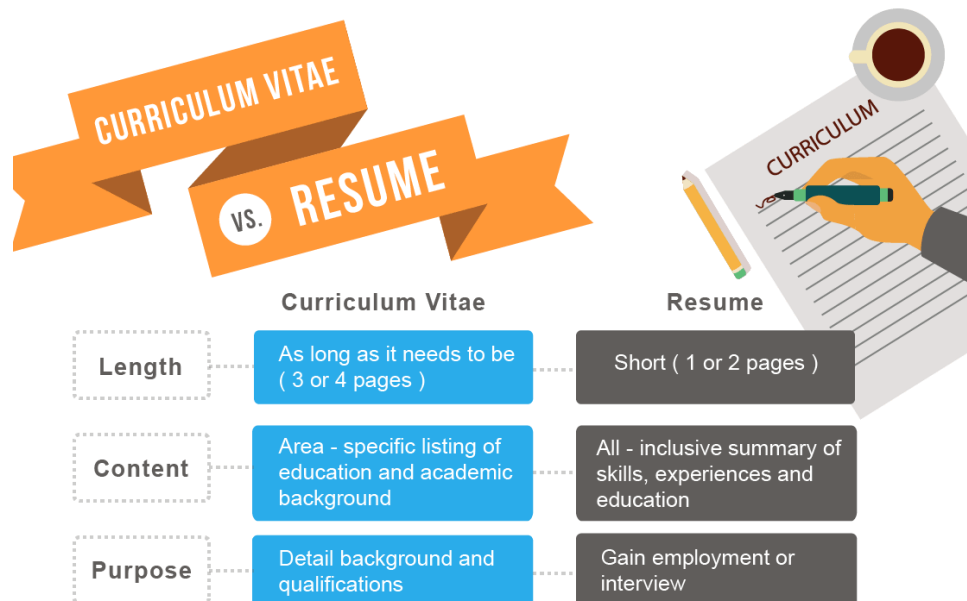 CURRICULUM VITAE
VS. RESUME
CURRICULUM
Curriculum Vitae
Resume
Length
As long as it needs to be
( 3 or 4 pages )
Short ( 1 or 2 pages )
Content
Area - specific listing of
education and academic
background
All - inclusive summary of
skills, experiences and
education
Purpose
Detail background and
qualifications
Gain employment or
interview